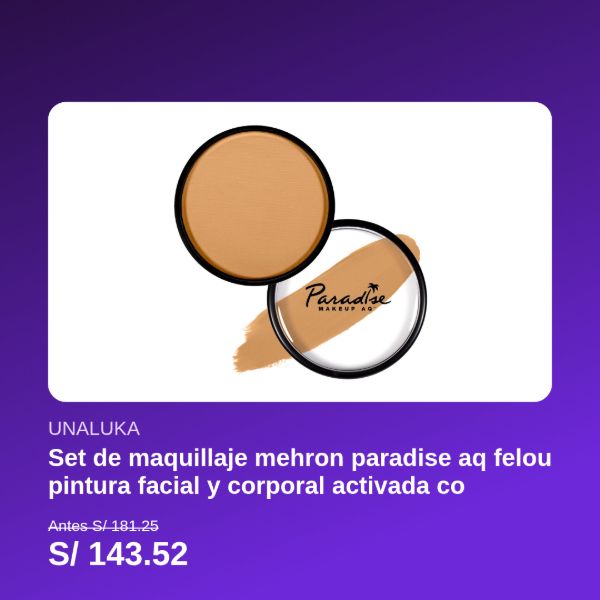 Paradise
MAKEUP AQ
UNALUKA
Set de maquillaje mehron paradise aq felou
pintura facial y corporal activada co
Antes S/ 181.25
S/ 143.52